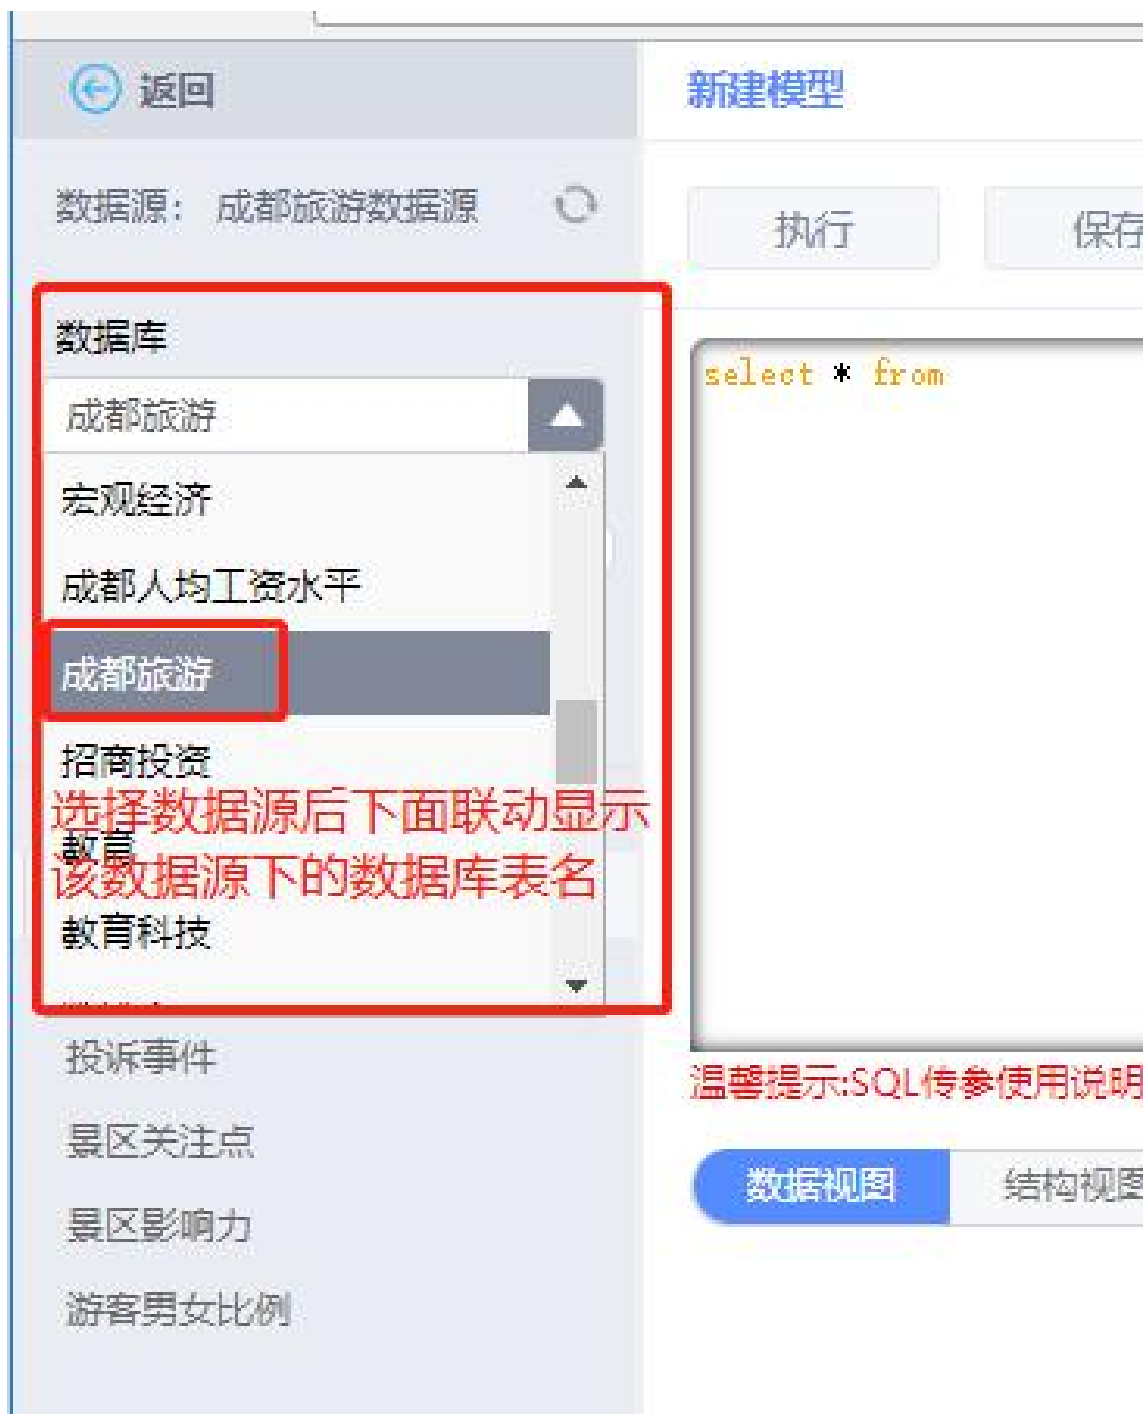 返回
新建模型
数据源： 成都旅游数据源
执行
保存
数据库
成都旅游
select * from
宏观经济
成都人均工资水平
成都旅游
招商投资
选择数据源后下面联动显示
教育
该数据源下的数据库表名
教育科技
投诉事件
温馨提示:SQL传参使用说明
景区关注点
数据视图
结构视图
景区影响力
游客男女比例